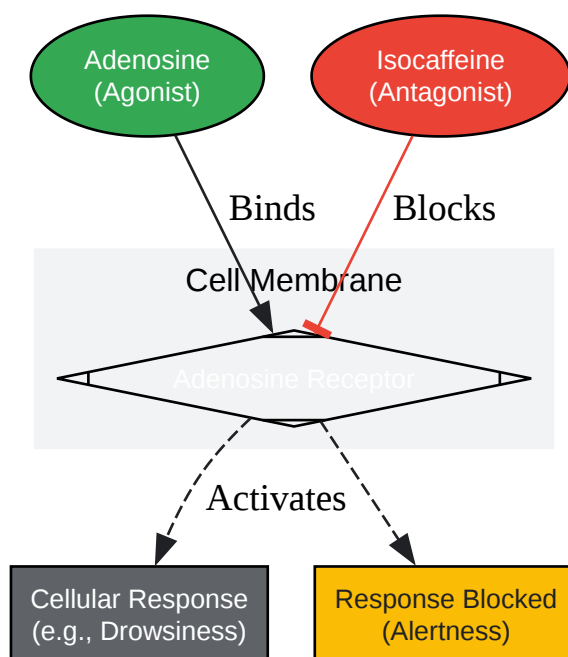 Adenosine
(Agonist)
Isocaffeine
(Antagonist)
Binds
Blocks
Cell Membrane
Adenosine Receptor
Activates
Cellular Response
(e.g., Drowsiness)
Response Blocked
(Alertness)